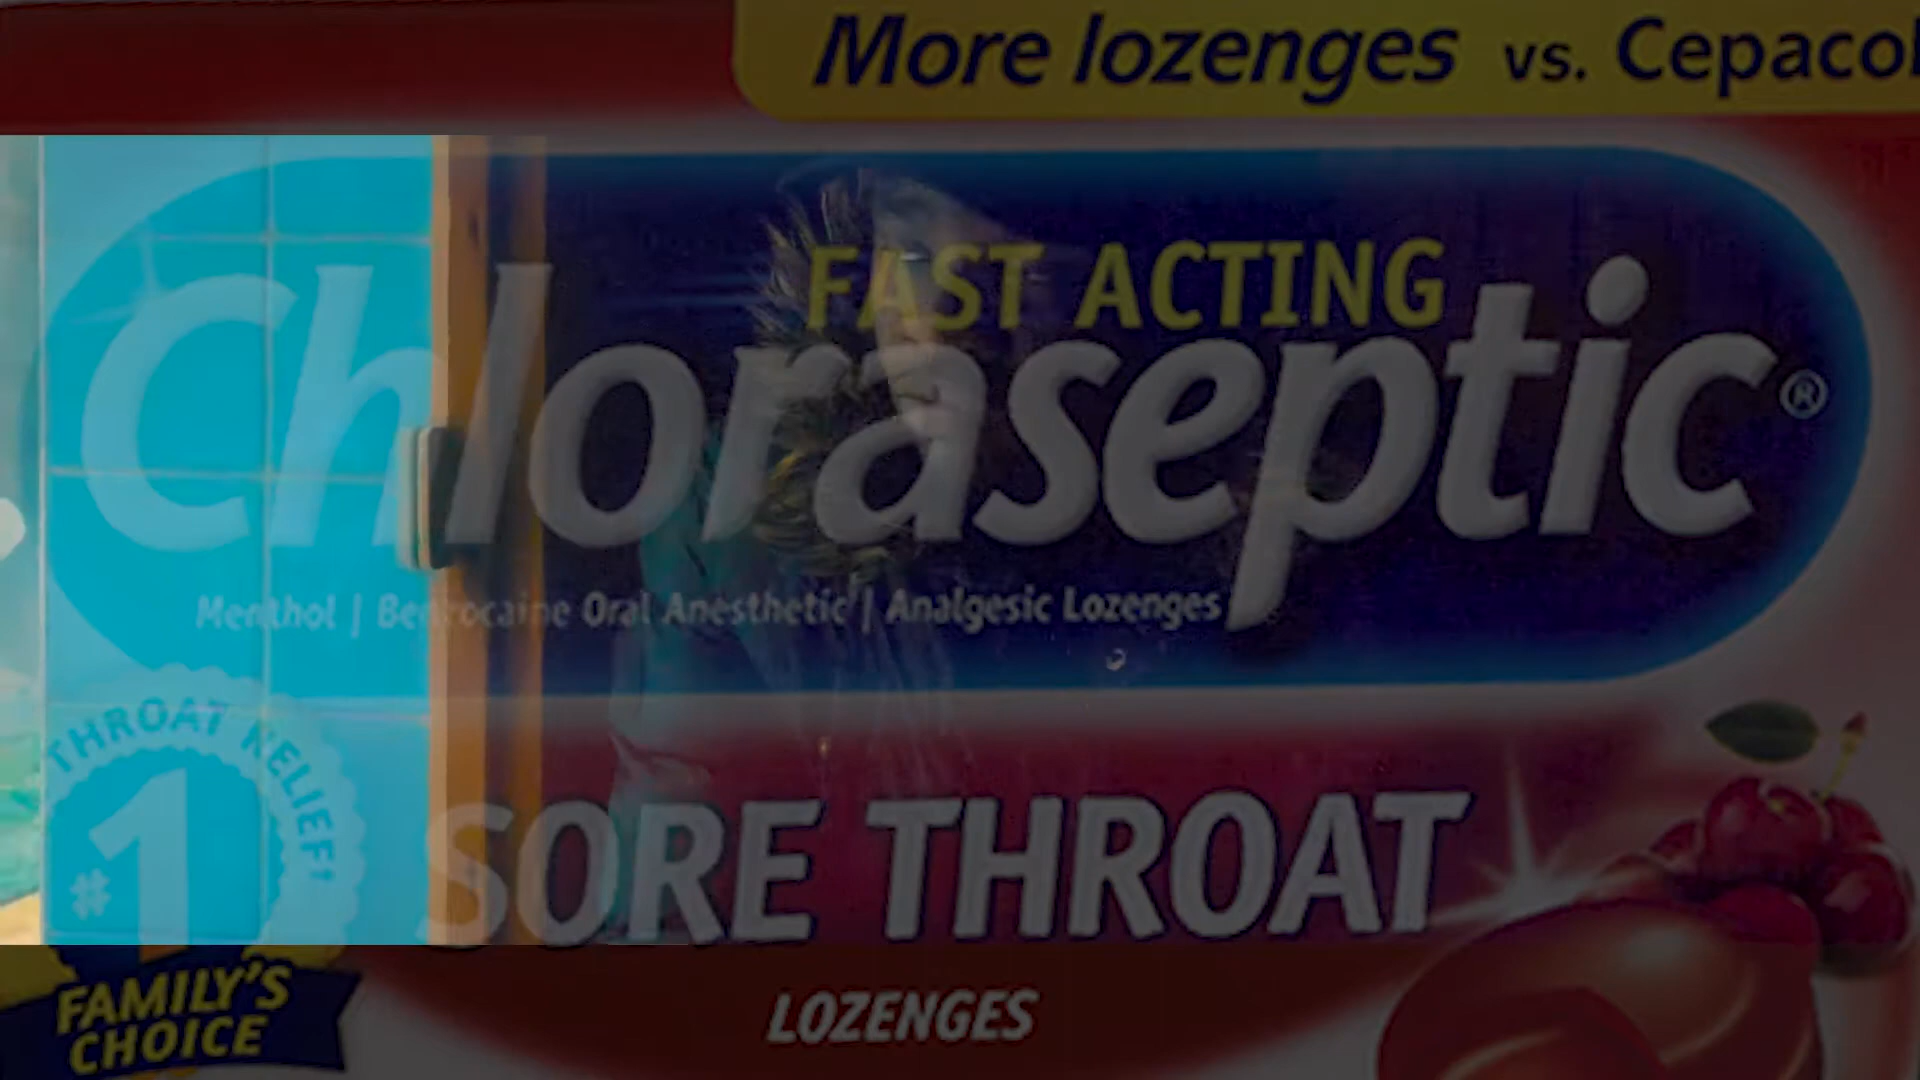 More lozenges vs. Cepacol
FAST ACTING
Chloraseptic®
Menthol | Benzocaine Oral Anesthetic | Analgesic Lozenges
THROAT RELIEF†
#1
FAMILY'S
CHOICE
SORE THROAT
LOZENGES